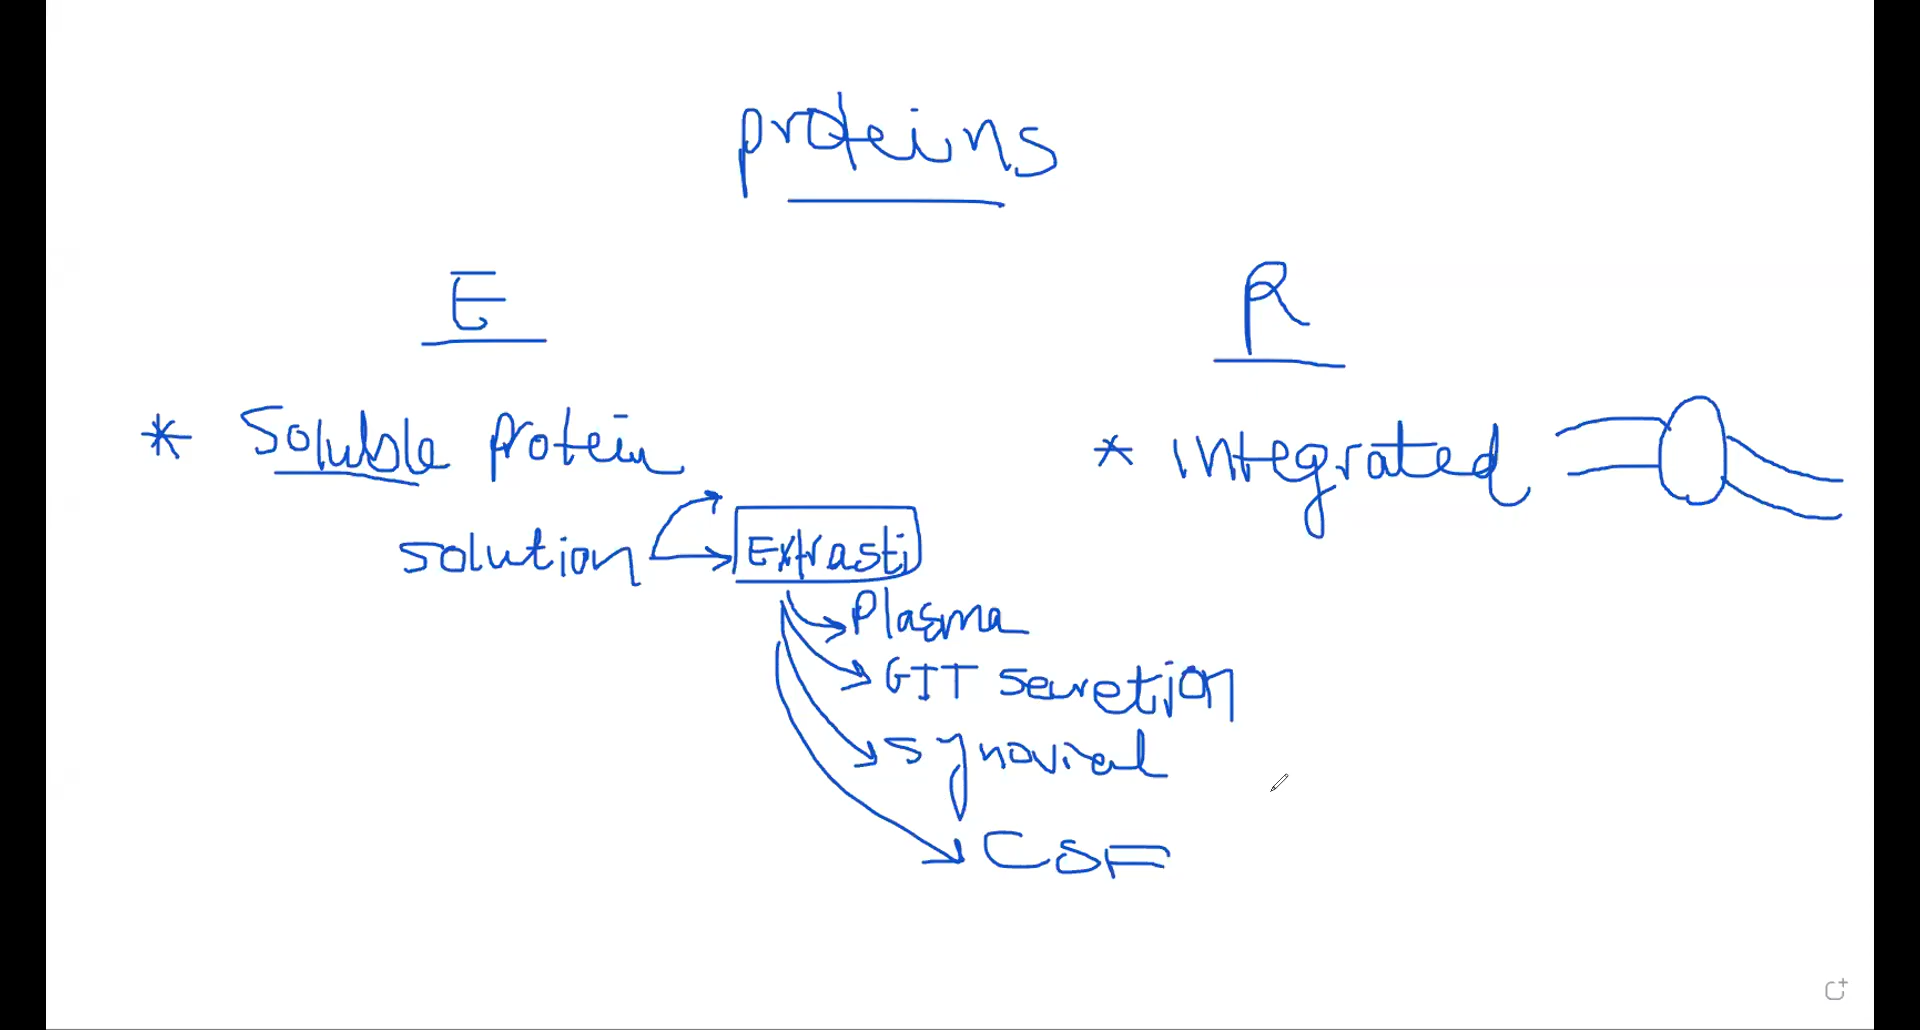 proteins
E
R
* Soluble protein
* integrated
solution
Extrasti
Plasma
GIT secretion
synovial
CSF